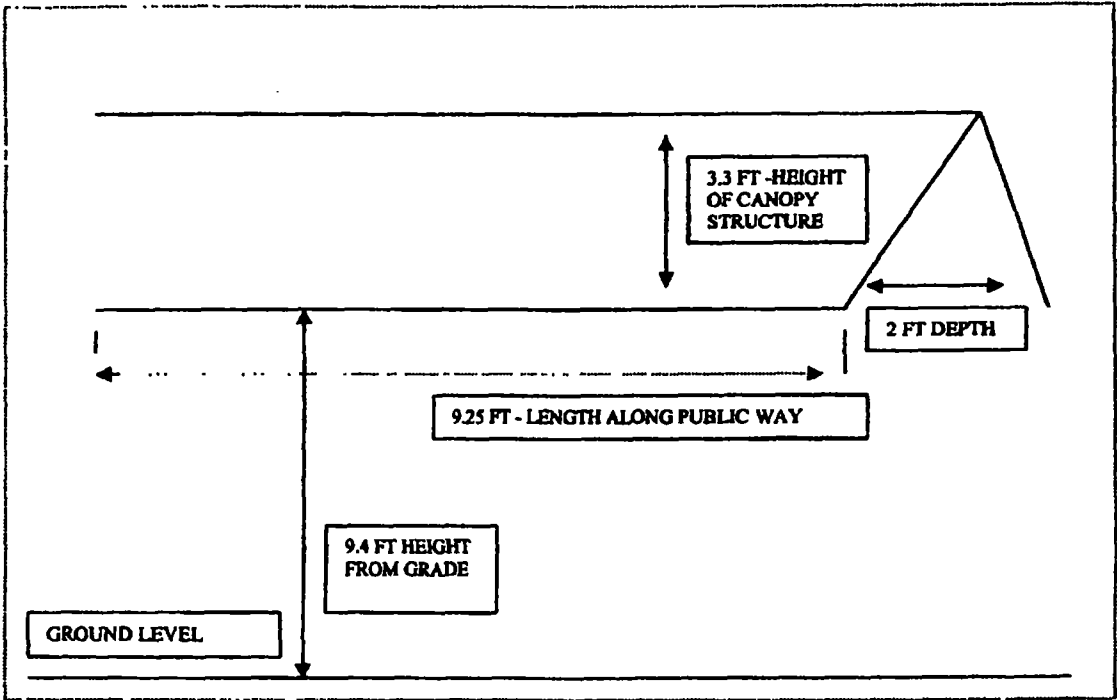 3.3 FT -HEIGHT
OF CANOPY
STRUCTURE
2 FT DEPTH
9.25 FT - LENGTH ALONG PUBLIC WAY
9.4 FT HEIGHT
FROM GRADE
GROUND LEVEL